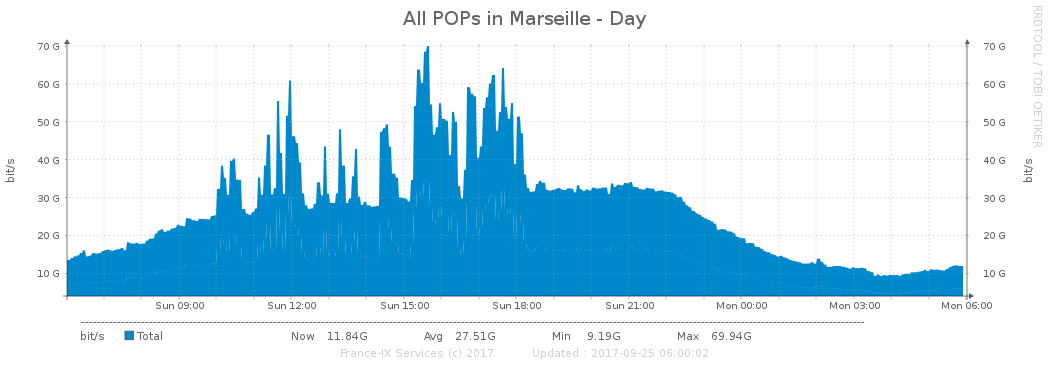 All POPs in Marseille - Day
RRDTOOL / TOBI OETIKER
70 G 70 G
60 G 60 G
50 G 50 G
40 G 40 G
30 G 30 G
20 G 20 G
10 G 10 G
bit/s
bit/s
Sun 09:00 Sun 12:00 Sun 15:00 Sun 18:00 Sun 21:00 Mon 00:00 Mon 03:00 Mon 06:00
bit/s Total Now 11.84G Avg 27.51G Min 9.19G Max 69.94G
France-IX Services (c) 2017 Updated : 2017-09-25 06:00:02